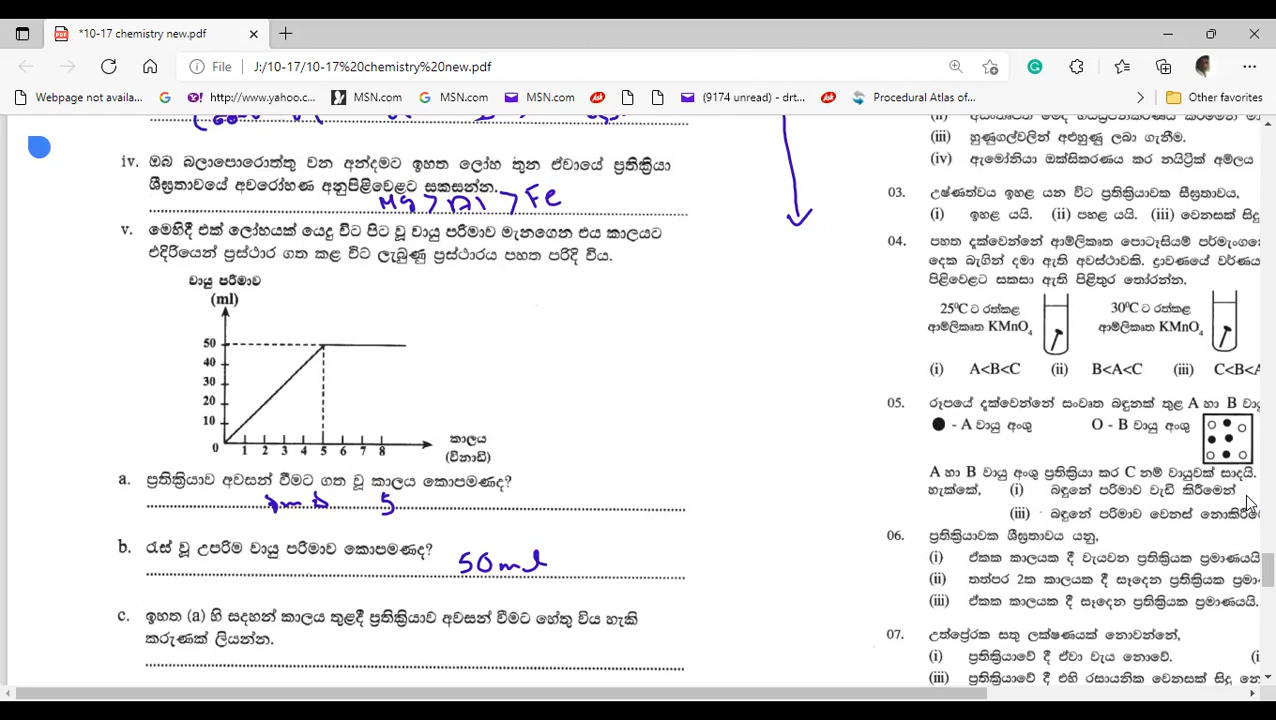 *10-17 chemistry new.pdf
File
J:/10-17/10-17%20chemistry%20new.pdf
Webpage not availa...
http://www.yahoo.c...
MSN.com
MSN.com
MSN.com
(9174 unread) - drt...
Procedural Atlas of...
Other favorites
iv. ඔබ බලාපොරොත්තු වන අන්දමට ඉහත ලෝහ තුන ඒවායේ ප්‍රතික්‍රියා
ශීඝ්‍රතාවයේ අවරෝහණ අනුපිළිවෙළට සකසන්න.
Mg > Al > Fe
v. මෙහිදී එක් ලෝහයක් යෙදූ විට පිට වූ වායු පරිමාව මැනගෙන එය කාලයට
එදිරියෙන් ප්‍රස්ථාර ගත කළ විට ලැබුණු ප්‍රස්ථාරය පහත පරිදි විය.
වායු පරිමාව
(ml)
50
40
30
20
10
0
1 2 3 4 5 6 7 8
කාලය
(විනාඩි)
a. ප්‍රතික්‍රියාව අවසන් වීමට ගත වූ කාලය කොපමණද?
5
b. රැස් වූ උපරිම වායු පරිමාව කොපමණද?
50ml
c. ඉහත (a) හි සදහන් කාලය තුළදී ප්‍රතික්‍රියාව අවසන් වීමට හේතු විය හැකි
කරුණක් ලියන්න.
(iii) හුණුගල්වලින් අළුහුණු ලබා ගැනීම.
(iv) ඇමෝනියා ඔක්සිකරණය කර නයිට්‍රික් අම්ලය
03. උෂ්ණත්වය ඉහළ යන විට ප්‍රතික්‍රියාවක සීඝ්‍රතාවය,
(i) ඉහළ යයි. (ii) පහළ යයි. (iii) වෙනසක් සිදු
04. පහත දැක්වෙන්නේ ආම්ලිකෘත පොටෑසියම් පර්මැංග
දෙක බැගින් දමා ඇති අවස්ථාවකි. ද්‍රාවණයේ වර්ණය
පිළිවෙළට සකසා ඇති පිළිතුර තෝරන්න.
25⁰C ට රත්කළ
ආම්ලිකෘත KMnO₄
30⁰C ට රත්කළ
ආම්ලිකෘත KMnO₄
(i) A<B<C (ii) B<A<C (iii) C<B<A
05. රූපයේ දැක්වෙන්නේ සංවෘත බඳුනක් තුළ A හා B වායු
- A වායු අංශු O - B වායු අංශු
A හා B වායු අංශු ප්‍රතික්‍රියා කර C නම් වායුවක් සාදයි.
හැක්කේ, (i) බඳුනේ පරිමාව වැඩි කිරීමෙන්
(iii) බඳුනේ පරිමාව වෙනස් නොකිරීමෙ
06. ප්‍රතික්‍රියාවක ශීඝ්‍රතාවය යනු,
(i) ඒකක කාලයක දී වැයවන ප්‍රතික්‍රියක ප්‍රමාණයයි
(ii) තත්පර 2ක කාලයක දී සෑදෙන ප්‍රතික්‍රියක ප්‍රමා
(iii) ඒකක කාලයක දී සෑදෙන ප්‍රතික්‍රියක ප්‍රමාණයයි.
07. උත්ප්‍රේරක සතු ලක්ෂණයක් නොවන්නේ,
(i) ප්‍රතික්‍රියාවේ දී ඒවා වැය නොවේ.
(iii) ප්‍රතික්‍රියාවේ දී එහි රසායනික වෙනසක් සිදු නො